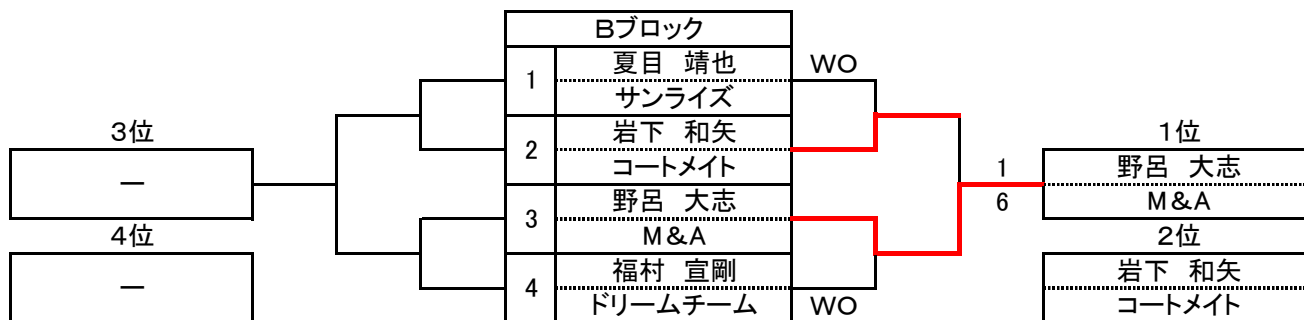 Bブロック
1
夏目 靖也
WO
サンライズ
3位
ー
2
岩下 和矢
コートメイト
1
6
1位
野呂 大志
M&A
3
野呂 大志
M&A
4位
ー
4
福村 宣剛
ドリームチーム
WO
2位
岩下 和矢
コートメイト